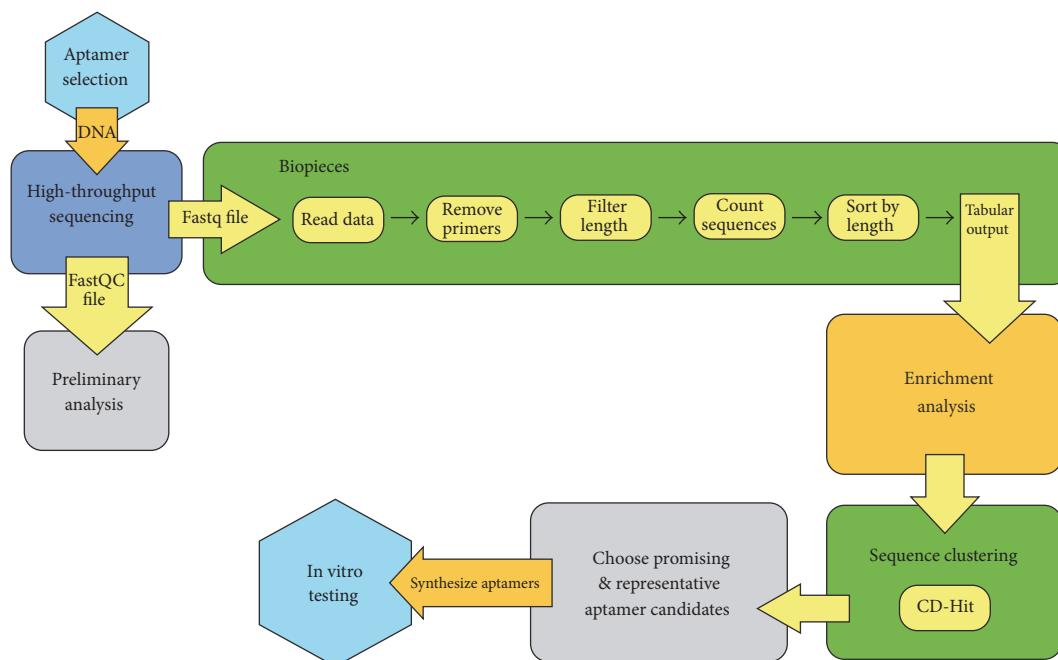 Aptamer
selection
DNA
High-throughput
sequencing
Fastq file
FastQC
file
Preliminary
analysis
Biopieces
Read data
Remove
primers
Filter
length
Count
sequences
Sort by
length
Tabular
output
Enrichment
analysis
Sequence clustering
CD-Hit
Choose promising
& representative
aptamer candidates
Synthesize aptamers
In vitro
testing